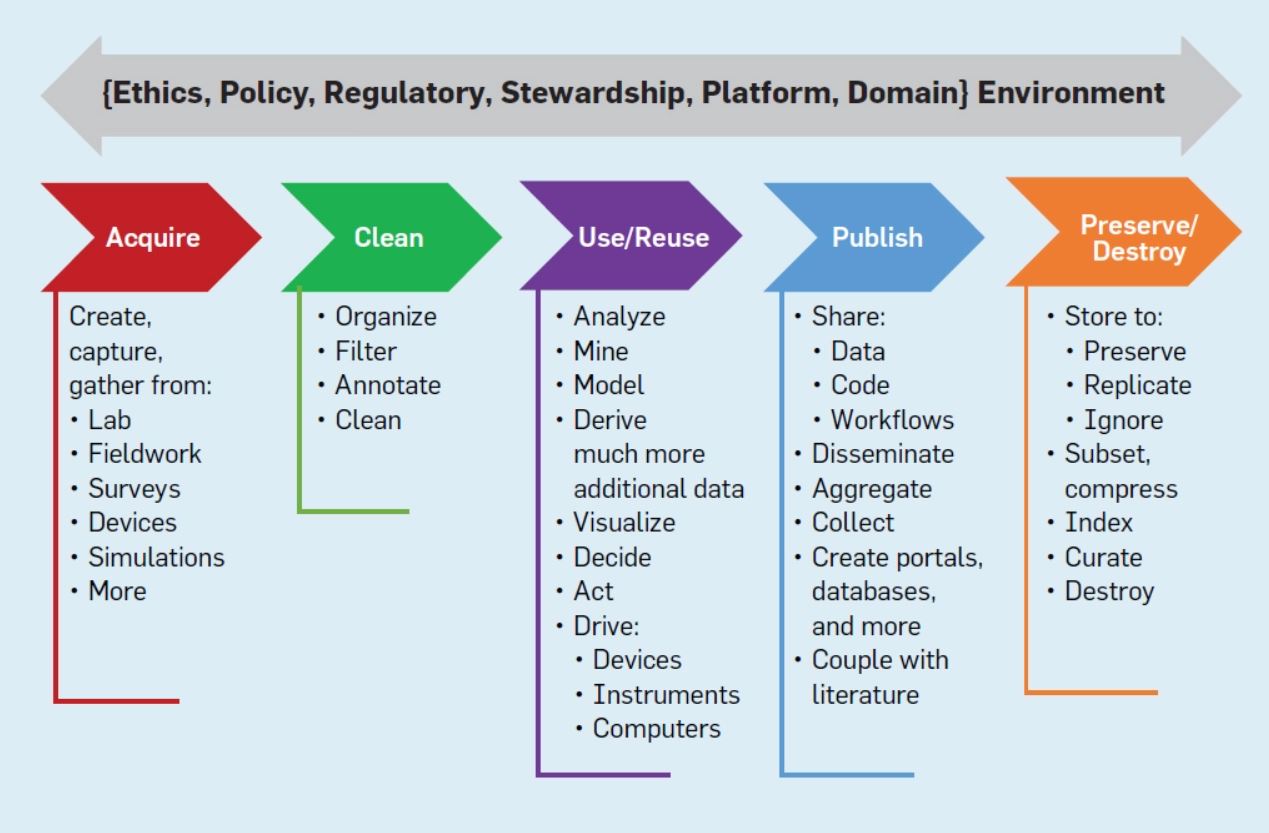 {Ethics, Policy, Regulatory, Stewardship, Platform, Domain} Environment
Acquire
Create,
capture,
gather from:
• Lab
• Fieldwork
• Surveys
• Devices
• Simulations
• More
Clean
• Organize
• Filter
• Annotate
• Clean
Use/Reuse
• Analyze
• Mine
• Model
• Derive
much more
additional data
• Visualize
• Decide
• Act
• Drive:
• Devices
• Instruments
• Computers
Publish
• Share:
• Data
• Code
• Workflows
• Disseminate
• Aggregate
• Collect
• Create portals,
databases,
and more
• Couple with
literature
Preserve/
Destroy
• Store to:
• Preserve
• Replicate
• Ignore
• Subset,
compress
• Index
• Curate
• Destroy